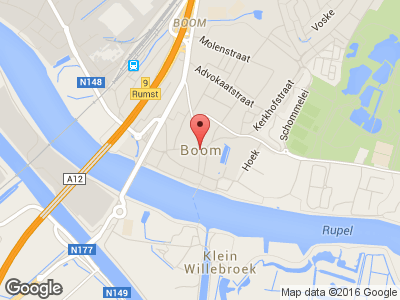 BOOM
Voske
Molenstraat
N148
Advokaatstraat
9
Rumst
Kerkhofstraat
Schommelei
Boom
Hoek
A12
Rupel
N177
Klein
Willebroek
N149
Google
Map data ©2016 Google